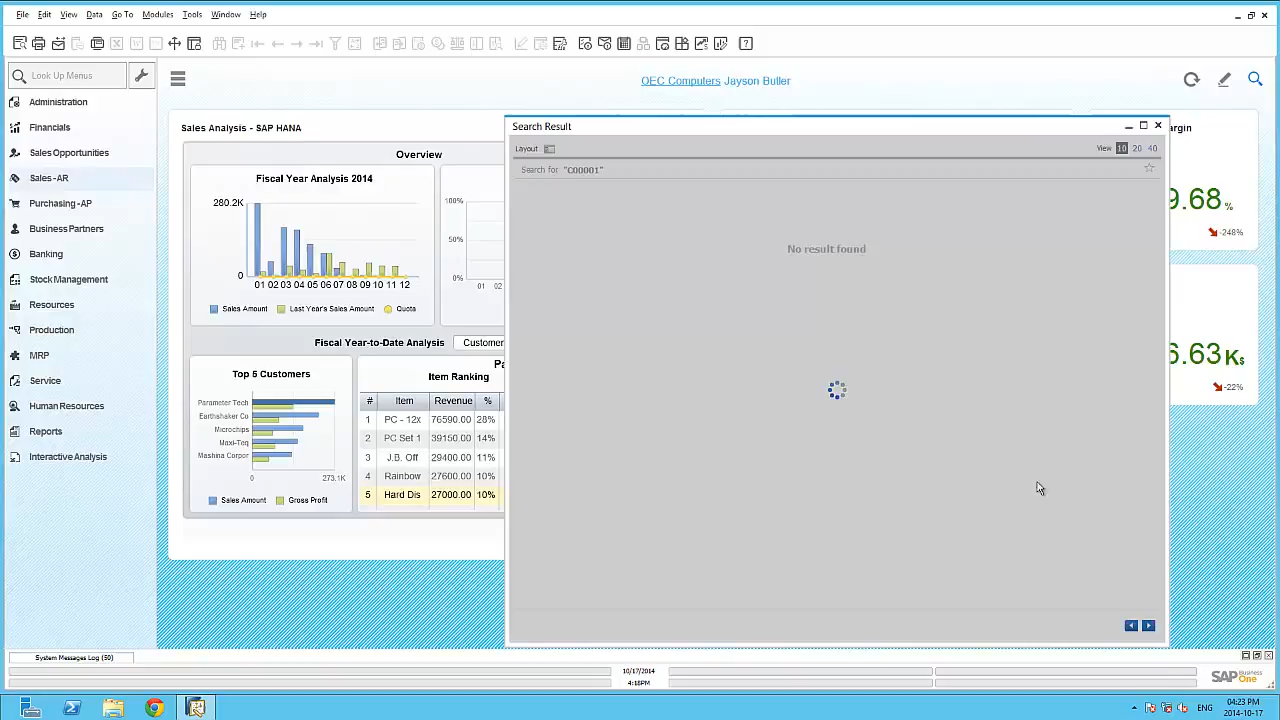 File Edit View Data Go To Modules Tools Window Help
Look Up Menus
OEC Computers Jayson Butler
Administration
Financials
Sales Opportunities
Sales - AR
Purchasing - AP
Business Partners
Banking
Stock Management
Resources
Production
MRP
Service
Human Resources
Reports
Interactive Analysis
Sales Analysis - SAP HANA
Overview
Fiscal Year Analysis 2014
280.2K
0
01 02 03 04 05 06 07 08 09 10 11 12
Sales Amount Last Year's Sales Amount Quota
100%
50%
0%
01 02
Fiscal Year-to-Date Analysis Customer
Top 5 Customers
Parameter Tech
Earthshaker Co
Microchips
Maxi-Teq
Mashina Corpor
0 273.1K
Sales Amount Gross Profit
Item Ranking
# Item Revenue %
1 PC - 12x 76590.00 28%
2 PC Set 1 39150.00 14%
3 J.B. Off 29400.00 11%
4 Rainbow 27600.00 10%
5 Hard Dis 27000.00 10%
Search Result
Layout View 10 20 40
Search for "C00001"
No result found
9.68 %
-248%
6.63 K$
-22%
System Messages Log (50)
10/17/2014
4:18PM
SAP Business One
ENG
04:23 PM
2014-10-17